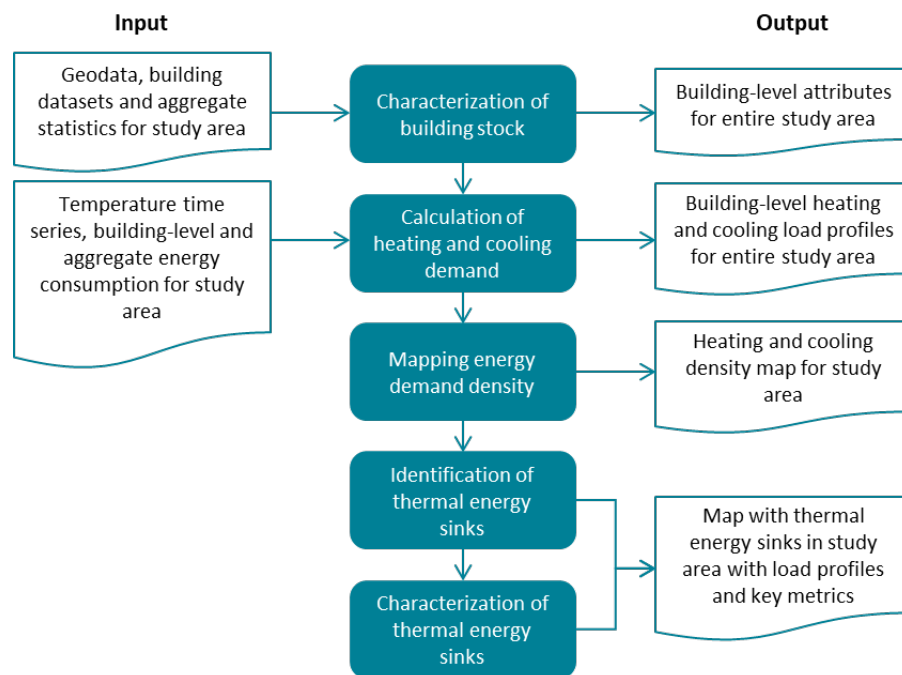 Input
Output
Geodata, building
datasets and aggregate
statistics for study area
Characterization of
building stock
Building-level attributes
for entire study area
Temperature time
series, building-level and
aggregate energy
consumption for study
area
Calculation of
heating and cooling
demand
Building-level heating
and cooling load profiles
for entire study area
Mapping energy
demand density
Heating and cooling
density map for study
area
Identification of
thermal energy
sinks
Map with thermal
energy sinks in study
area with load profiles
and key metrics
Characterization of
thermal energy
sinks